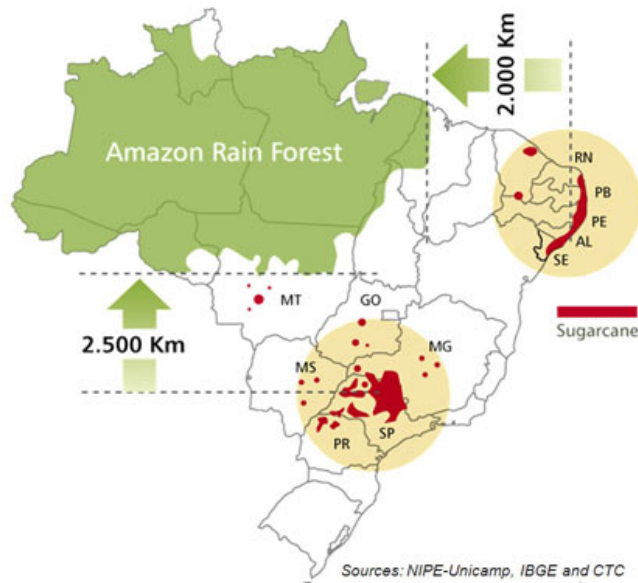 2.000 Km
Amazon Rain Forest
RN
PB
PE
AL
SE
Sugarcane
MT
GO
2.500 Km
MS
MG
SP
PR
Sources: NIPE-Unicamp, IBGE and CTC